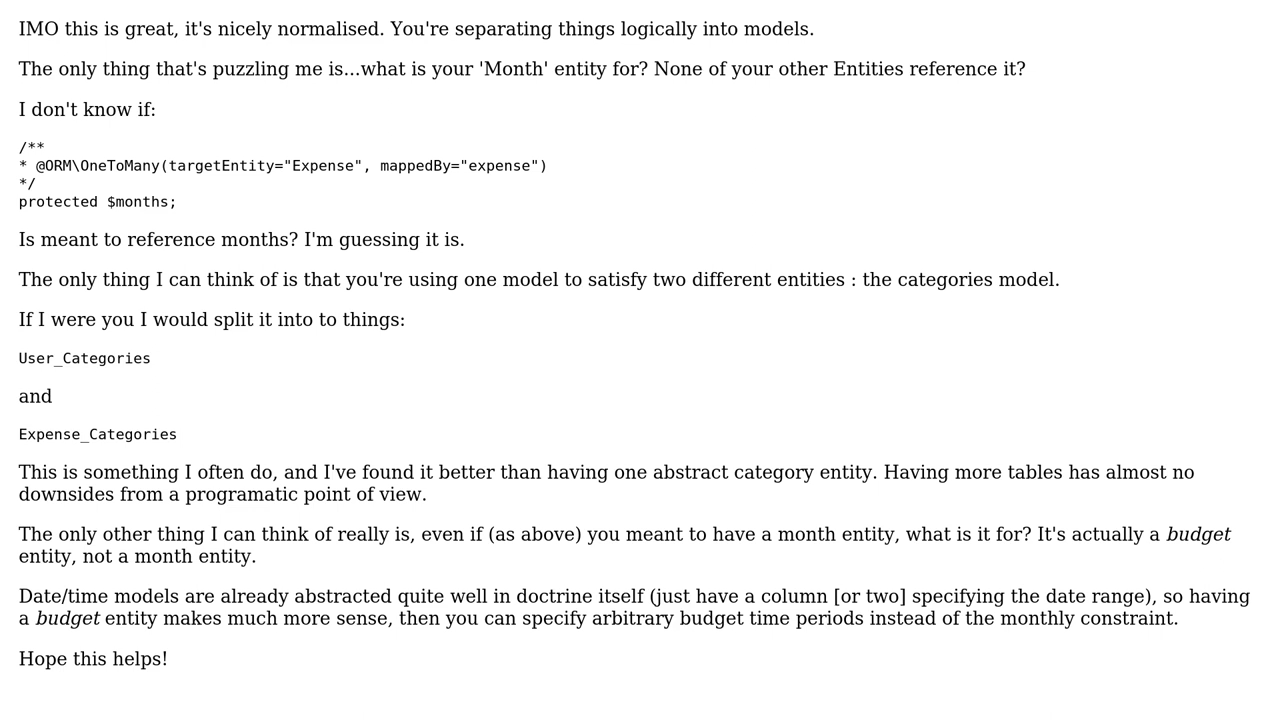 IMO this is great, it's nicely normalised. You're separating things logically into models.
The only thing that's puzzling me is...what is your 'Month' entity for? None of your other Entities reference it?
I don't know if:
/**
* @ORM\OneToMany(targetEntity="Expense", mappedBy="expense")
*/
protected $months;
Is meant to reference months? I'm guessing it is.
The only thing I can think of is that you're using one model to satisfy two different entities : the categories model.
If I were you I would split it into to things:
User_Categories
and
Expense_Categories
This is something I often do, and I've found it better than having one abstract category entity. Having more tables has almost no
downsides from a programatic point of view.
The only other thing I can think of really is, even if (as above) you meant to have a month entity, what is it for? It's actually a budget
entity, not a month entity.
Date/time models are already abstracted quite well in doctrine itself (just have a column [or two] specifying the date range), so having
a budget entity makes much more sense, then you can specify arbitrary budget time periods instead of the monthly constraint.
Hope this helps!